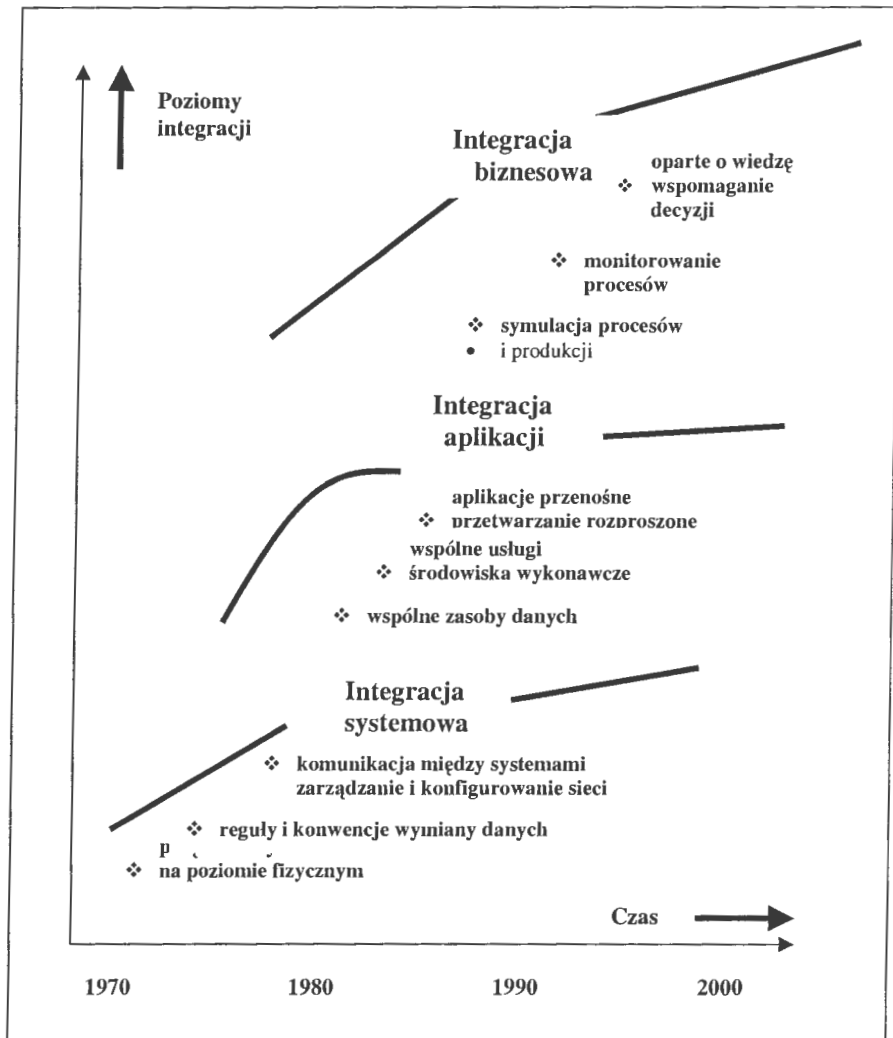 Poziomy
integracji
Integracja
biznesowa
oparte o wiedzę
❖ wspomaganie
decyzji
❖ monitorowanie
procesów
❖ symulacja procesów
• i produkcji
Integracja
aplikacji
aplikacje przenośne
❖ przetwarzanie rozproszone
wspólne usługi
❖ środowiska wykonawcze
❖ wspólne zasoby danych
Integracja
systemowa
❖ komunikacja między systemami
zarządzanie i konfigurowanie sieci
❖ reguły i konwencje wymiany danych
❖ na poziomie fizycznym
Czas
1970 1980 1990 2000